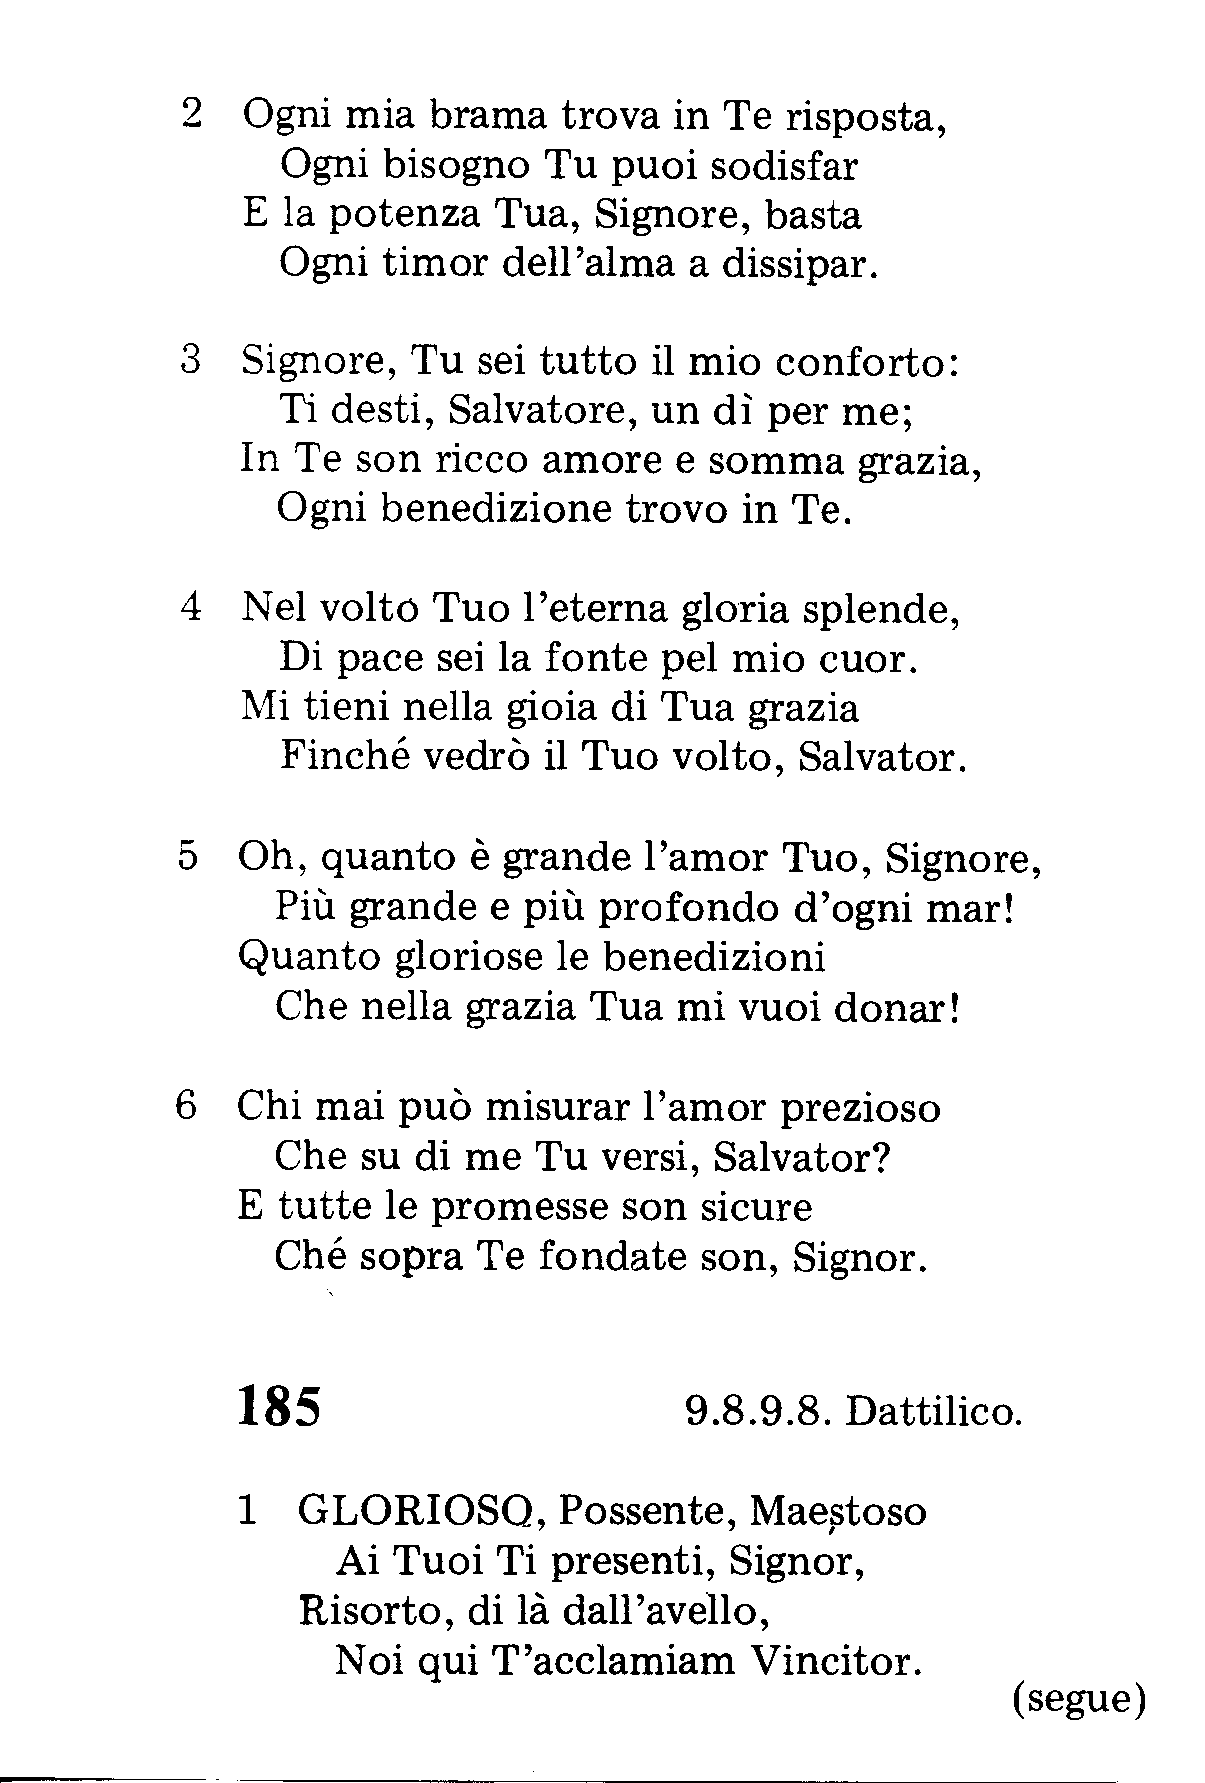 2 Ogni mia brama trova in Te risposta,
Ogni bisogno Tu puoi sodisfar
E la potenza Tua, Signore, basta
Ogni timor dell'alma a dissipar.
3 Signore, Tu sei tutto il mio conforto:
Ti desti, Salvatore, un dì per me;
In Te son ricco amore e somma grazia,
Ogni benedizione trovo in Te.
4 Nel volto Tuo l'eterna gloria splende,
Di pace sei la fonte pel mio cuor.
Mi tieni nella gioia di Tua grazia
Finché vedrò il Tuo volto, Salvator.
5 Oh, quanto è grande l'amor Tuo, Signore,
Più grande e più profondo d'ogni mar!
Quanto gloriose le benedizioni
Che nella grazia Tua mi vuoi donar!
6 Chi mai può misurar l'amor prezioso
Che su di me Tu versi, Salvator?
E tutte le promesse son sicure
Ché sopra Te fondate son, Signor.
185 9.8.9.8. Dattilico.
1 GLORIOSO, Possente, Maestoso
Ai Tuoi Ti presenti, Signor,
Risorto, di là dall'avello,
Noi qui T'acclamiam Vincitor.
(segue)